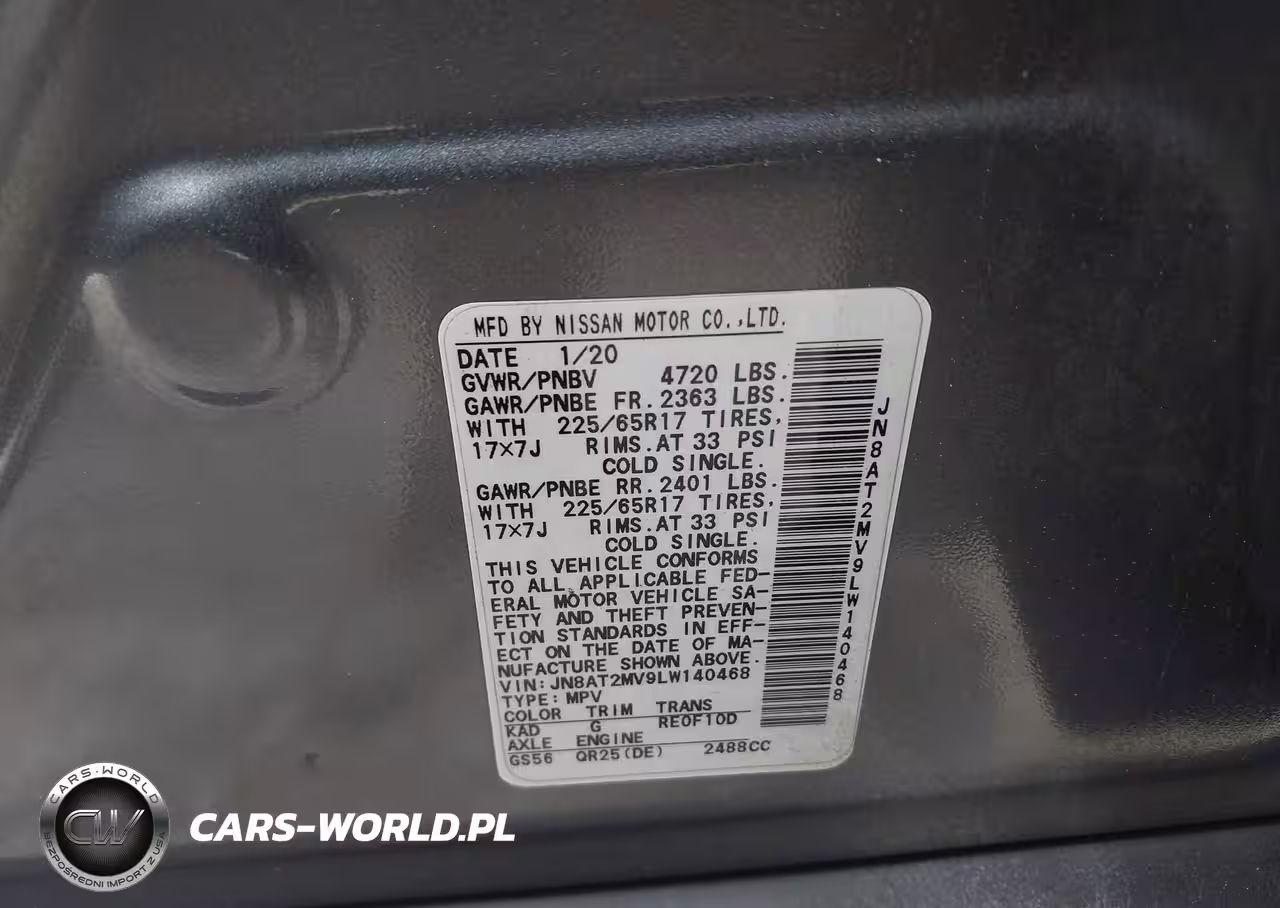 MFD BY NISSAN MOTOR CO.,LTD.
DATE 1/20
GVWR/PNBV 4720 LBS.
GAWR/PNBE FR. 2363 LBS.
WITH 225/65R17 TIRES,
17×7J RIMS.AT 33 PSI
COLD SINGLE.
GAWR/PNBE RR. 2401 LBS.
WITH 225/65R17 TIRES,
17×7J RIMS.AT 33 PSI
COLD SINGLE.
THIS VEHICLE CONFORMS
TO ALL APPLICABLE FED-
ERAL MOTOR VEHICLE SA-
FETY AND THEFT PREVEN-
TION STANDARDS IN EFF-
ECT ON THE DATE OF MA-
NUFACTURE SHOWN ABOVE.
VIN:JN8AT2MV9LW140468
TYPE:MPV
COLOR TRIM TRANS
KAD G RE0F10D
AXLE ENGINE
GS56 QR25(DE) 2488CC
JN8AT2MV9LW140468
CARS-WORLD
CW
BEZPOŚREDNI IMPORT Z USA
CARS-WORLD.PL